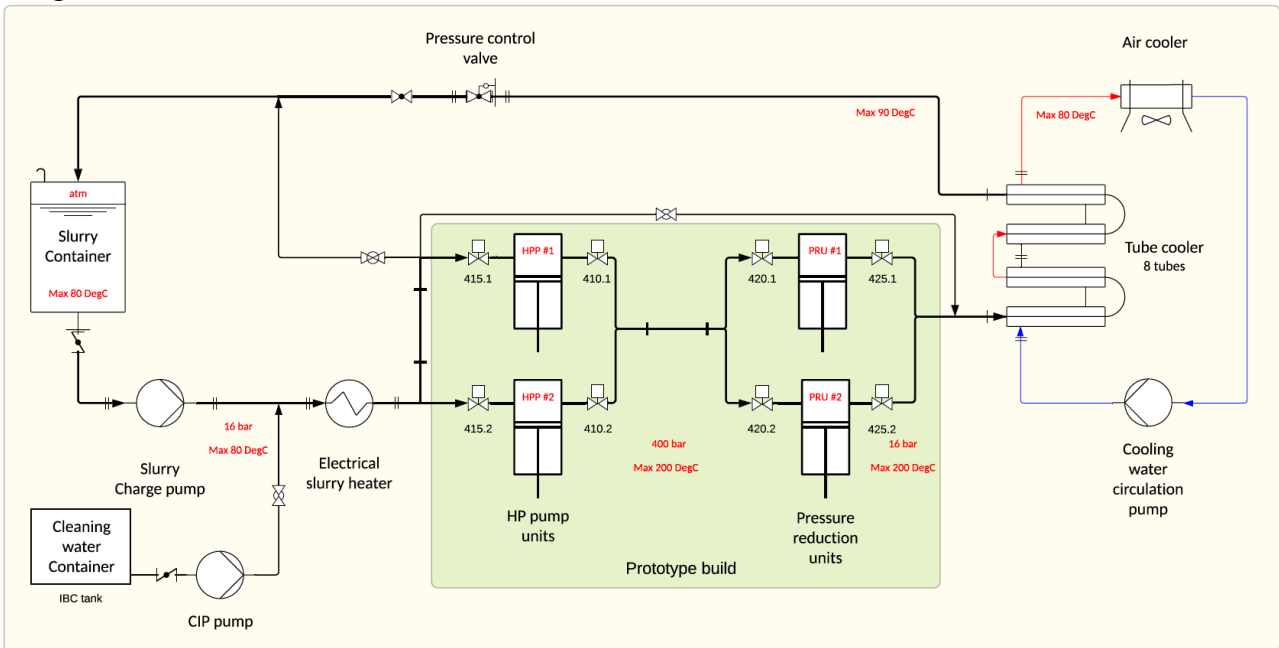 Pressure control
valve
Air cooler
Max 90 DegC
Max 80 DegC
atm
Slurry
Container
Max 80 DegC
HPP #1
415.1
410.1
PRU #1
420.1
425.1
Tube cooler
8 tubes
HPP #2
415.2
410.2
PRU #2
420.2
425.2
16 bar
Max 80 DegC
400 bar
Max 200 DegC
16 bar
Max 200 DegC
Slurry
Charge pump
Electrical
slurry heater
Cooling
water
circulation
pump
HP pump
units
Pressure
reduction
units
Cleaning
water
Container
IBC tank
CIP pump
Prototype build